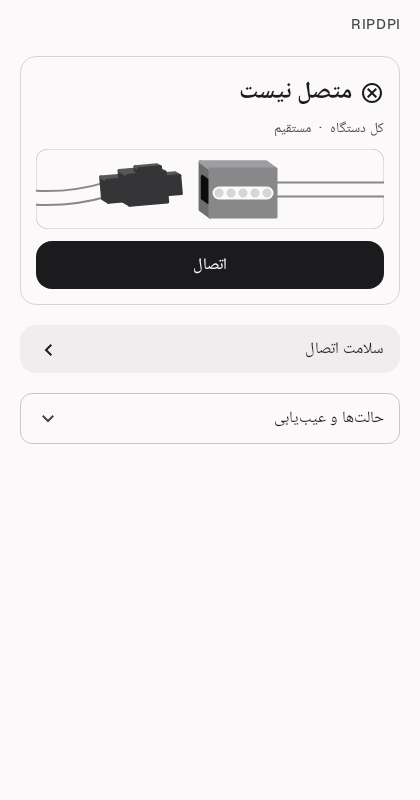 RIPDPI
متصل نیست
کل دستگاه · مستقیم
اتصال
سلامت اتصال
حالت‌ها و عیب‌یابی